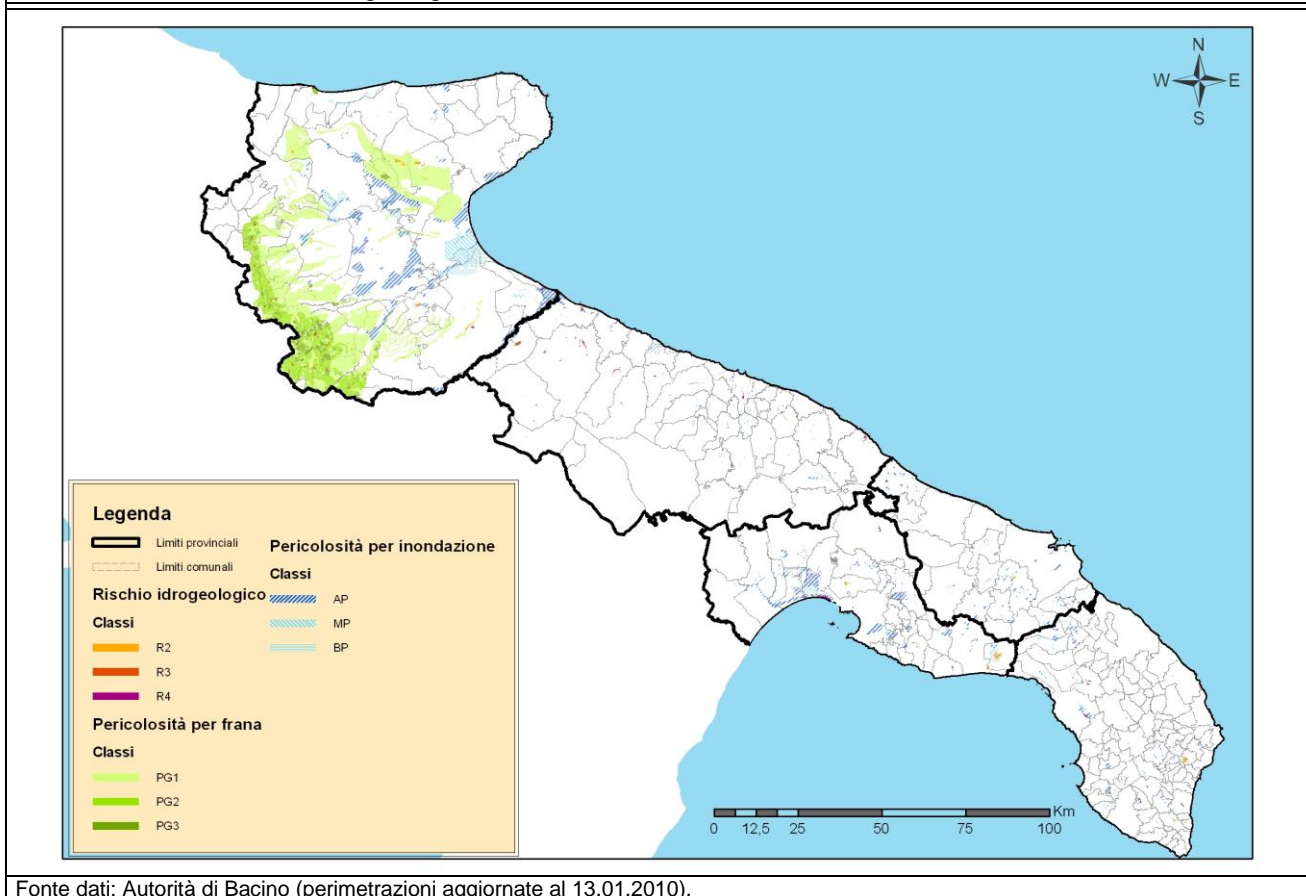 N
W E
S
Legenda
Limiti provinciali
Limiti comunali
Rischio idrogeologico
Classi
R2
R3
R4
Pericolosità per frana
Classi
PG1
PG2
PG3
Pericolosità per inondazione
Classi
AP
MP
BP
Km
0 12,5 25 50 75 100
Fonte dati: Autorità di Bacino (perimetrazioni aggiornate al 13.01.2010).